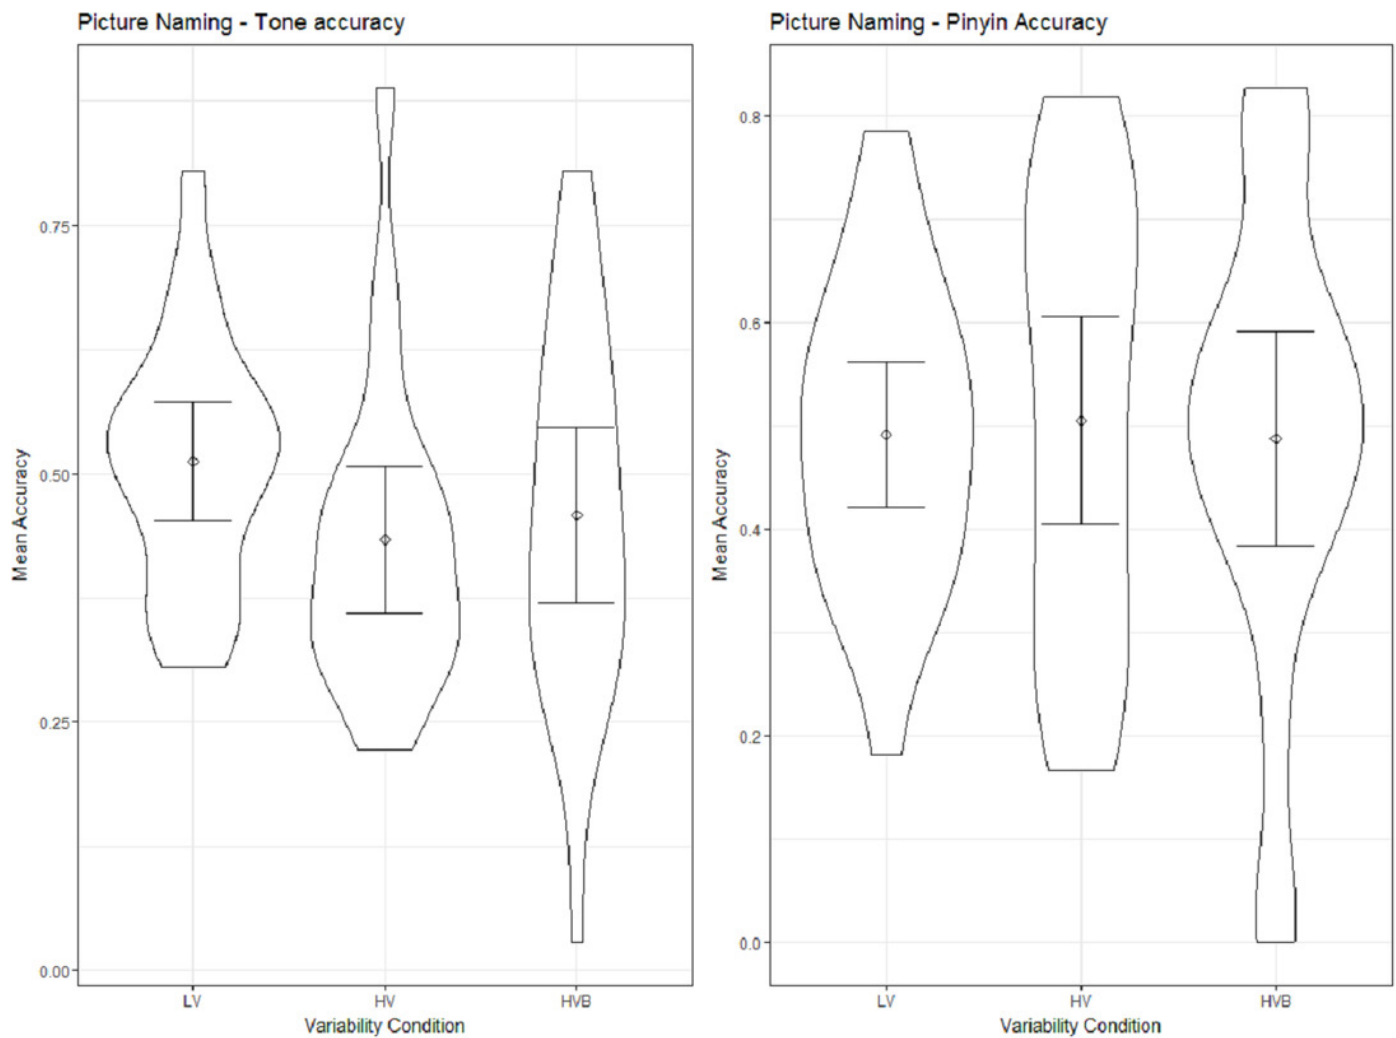 Picture Naming - Tone accuracy
Mean Accuracy
0.75
0.50
0.25
0.00
LV
HV
HVB
Variability Condition
Picture Naming - Pinyin Accuracy
Mean Accuracy
0.8
0.6
0.4
0.2
0.0
LV
HV
HVB
Variability Condition